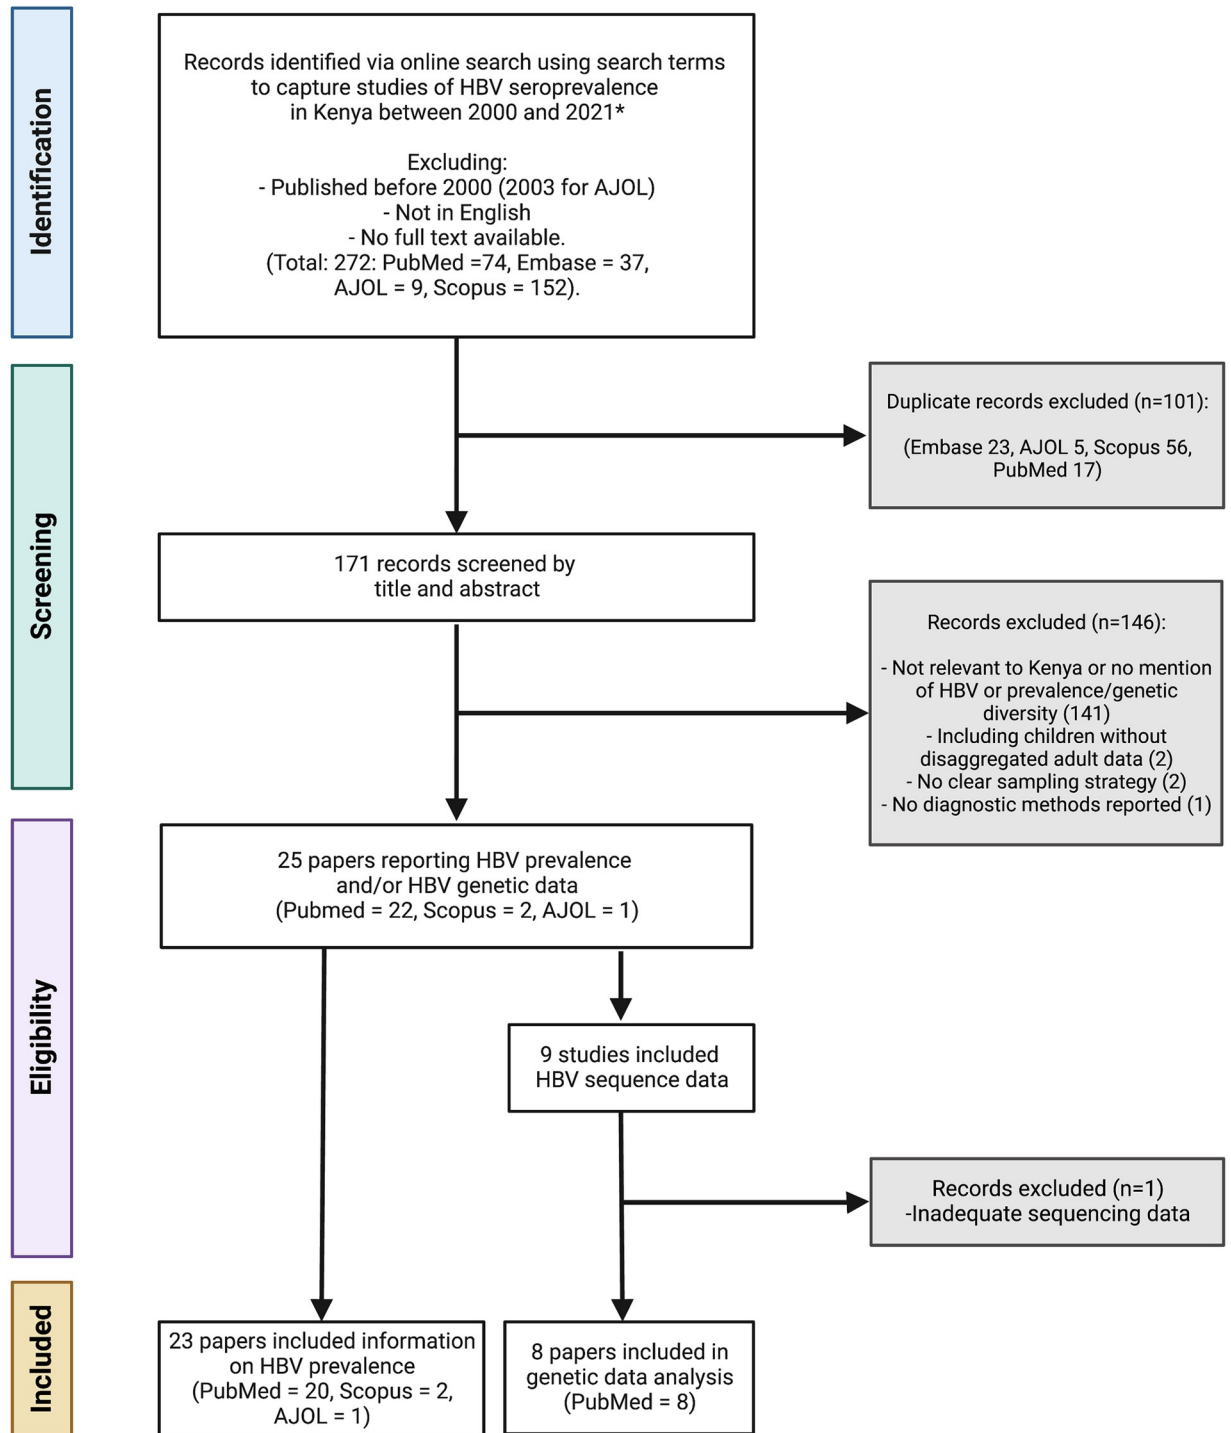 Identification
Records identified via online search using search terms
to capture studies of HBV seroprevalence
in Kenya between 2000 and 2021*
Excluding:
- Published before 2000 (2003 for AJOL)
- Not in English
- No full text available.
(Total: 272: PubMed =74, Embase = 37,
AJOL = 9, Scopus = 152).
Screening
Duplicate records excluded (n=101):
(Embase 23, AJOL 5, Scopus 56,
PubMed 17)
171 records screened by
title and abstract
Records excluded (n=146):
- Not relevant to Kenya or no mention
of HBV or prevalence/genetic
diversity (141)
- Including children without
disaggregated adult data (2)
- No clear sampling strategy (2)
- No diagnostic methods reported (1)
Eligibility
25 papers reporting HBV prevalence
and/or HBV genetic data
(Pubmed = 22, Scopus = 2, AJOL = 1)
9 studies included
HBV sequence data
Records excluded (n=1)
-Inadequate sequencing data
Included
23 papers included information
on HBV prevalence
(PubMed = 20, Scopus = 2,
AJOL = 1)
8 papers included in
genetic data analysis
(PubMed = 8)